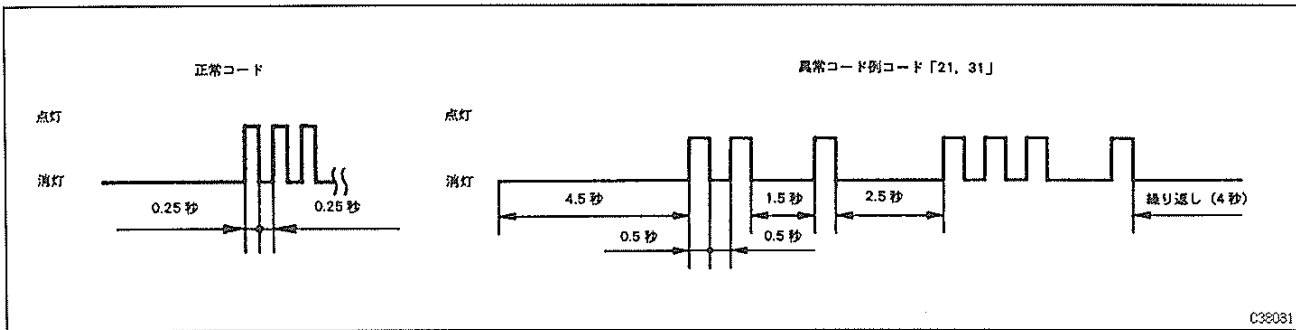 正常コード
点灯
消灯
0.25 秒
0.25 秒
異常コード例コード「21, 31」
点灯
消灯
4.5 秒
1.5 秒
2.5 秒
繰り返し (4 秒)
0.5 秒
0.5 秒
C38031